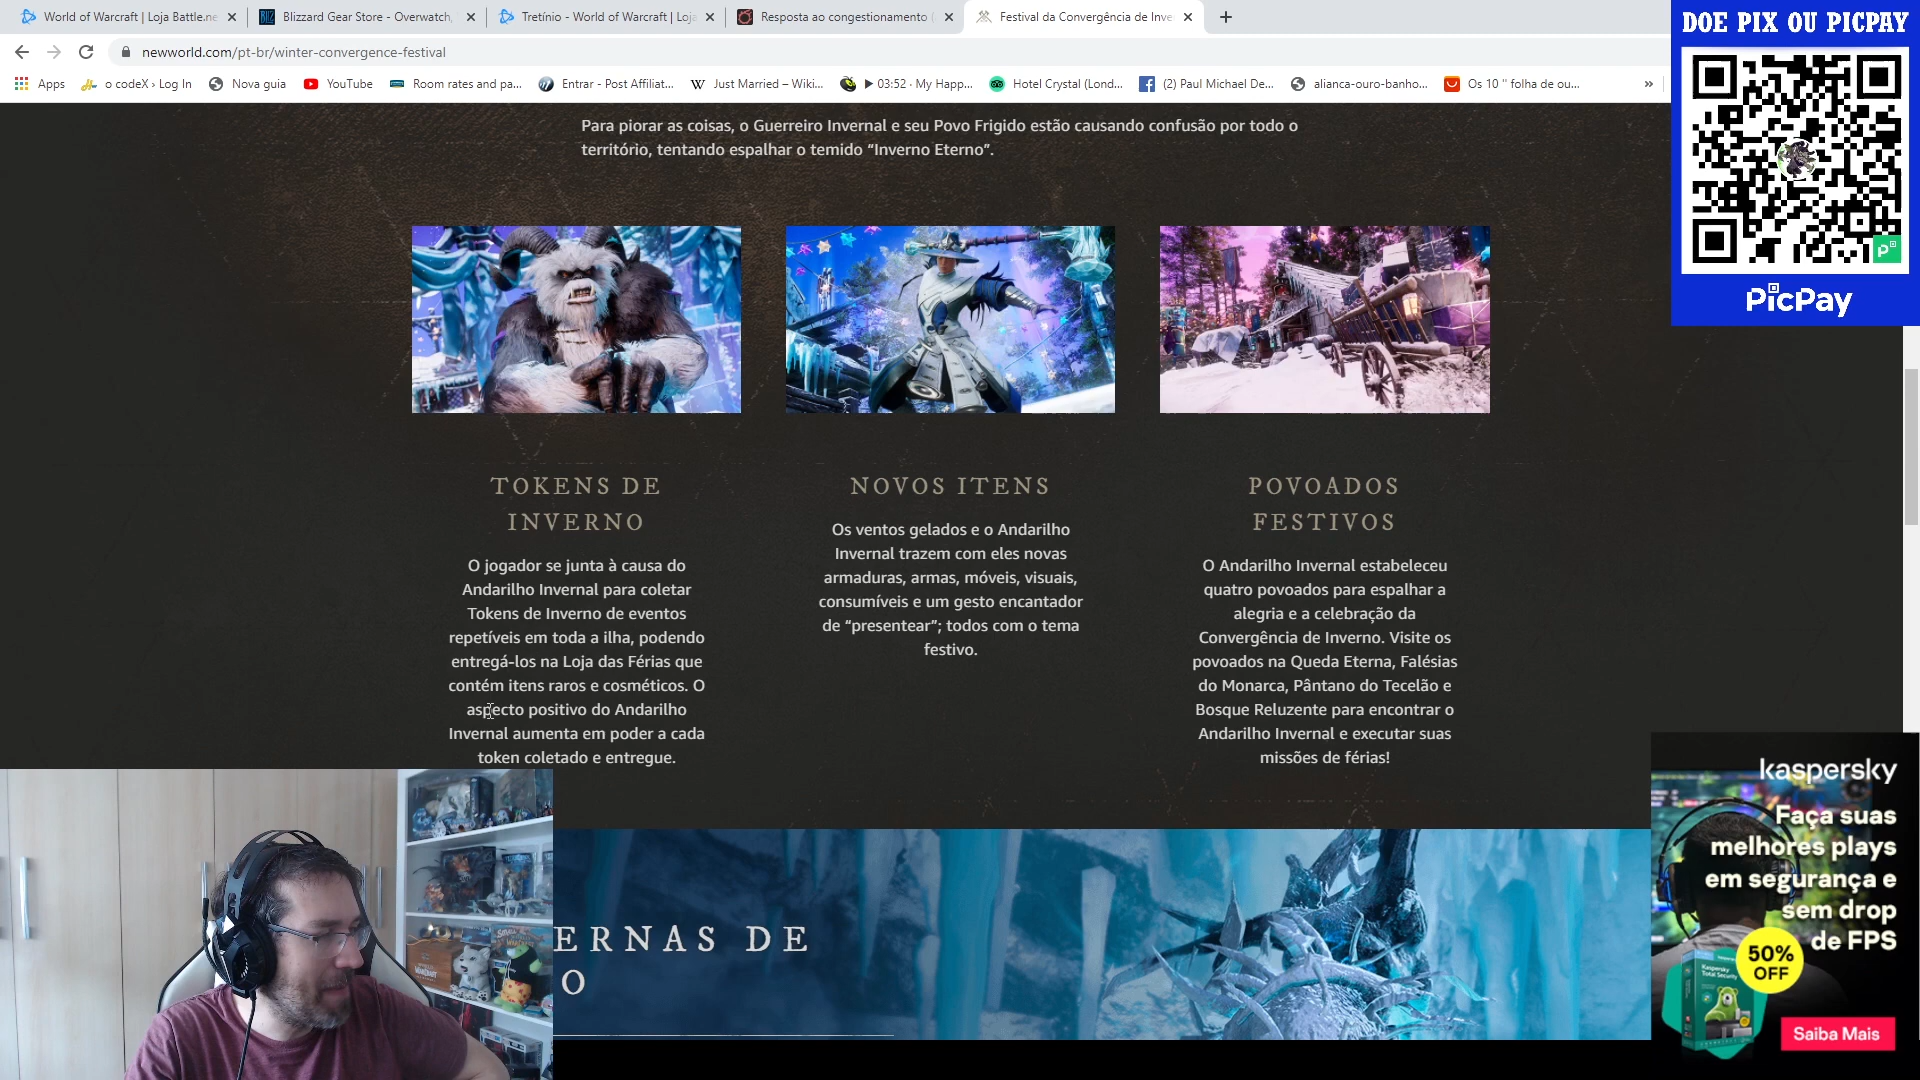 World of Warcraft | Loja Battle.ne
Blizzard Gear Store - Overwatch,
Tretínio - World of Warcraft | Loja
Resposta ao congestionamento (
Festival da Convergência de Inve
newworld.com/pt-br/winter-convergence-festival
Apps
o codeX › Log In
Nova guia
YouTube
Room rates and pa...
Entrar - Post Affiliat...
Just Married – Wiki...
03:52 · My Happ...
Hotel Crystal (Lond...
(2) Paul Michael De...
alianca-ouro-banho...
Os 10 " folha de ou...
»
DOE PIX OU PICPAY
PicPay
Para piorar as coisas, o Guerreiro Invernal e seu Povo Frigido estão causando confusão por todo o
território, tentando espalhar o temido “Inverno Eterno”.
TOKENS DE
INVERNO
O jogador se junta à causa do
Andarilho Invernal para coletar
Tokens de Inverno de eventos
repetíveis em toda a ilha, podendo
entregá-los na Loja das Férias que
contém itens raros e cosméticos. O
aspecto positivo do Andarilho
Invernal aumenta em poder a cada
token coletado e entregue.
NOVOS ITENS
Os ventos gelados e o Andarilho
Invernal trazem com eles novas
armaduras, armas, móveis, visuais,
consumíveis e um gesto encantador
de “presentear”; todos com o tema
festivo.
POVOADOS
FESTIVOS
O Andarilho Invernal estabeleceu
quatro povoados para espalhar a
alegria e a celebração da
Convergência de Inverno. Visite os
povoados na Queda Eterna, Falésias
do Monarca, Pântano do Tecelão e
Bosque Reluzente para encontrar o
Andarilho Invernal e executar suas
missões de férias!
ERNAS DE
O
kaspersky
Faça suas
melhores plays
em segurança e
sem drop
de FPS
50%
OFF
Saiba Mais